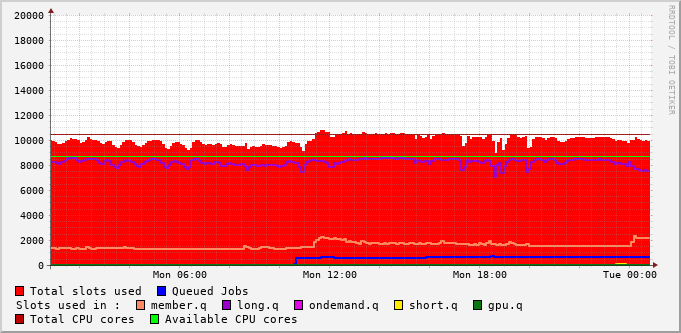 20000
18000
16000
14000
12000
10000
8000
6000
4000
2000
0
Mon 06:00 Mon 12:00 Mon 18:00 Tue 00:00
RRDTOOL / TOBI OETIKER
Total slots used Queued Jobs
Slots used in : member.q long.q ondemand.q short.q gpu.q
Total CPU cores Available CPU cores